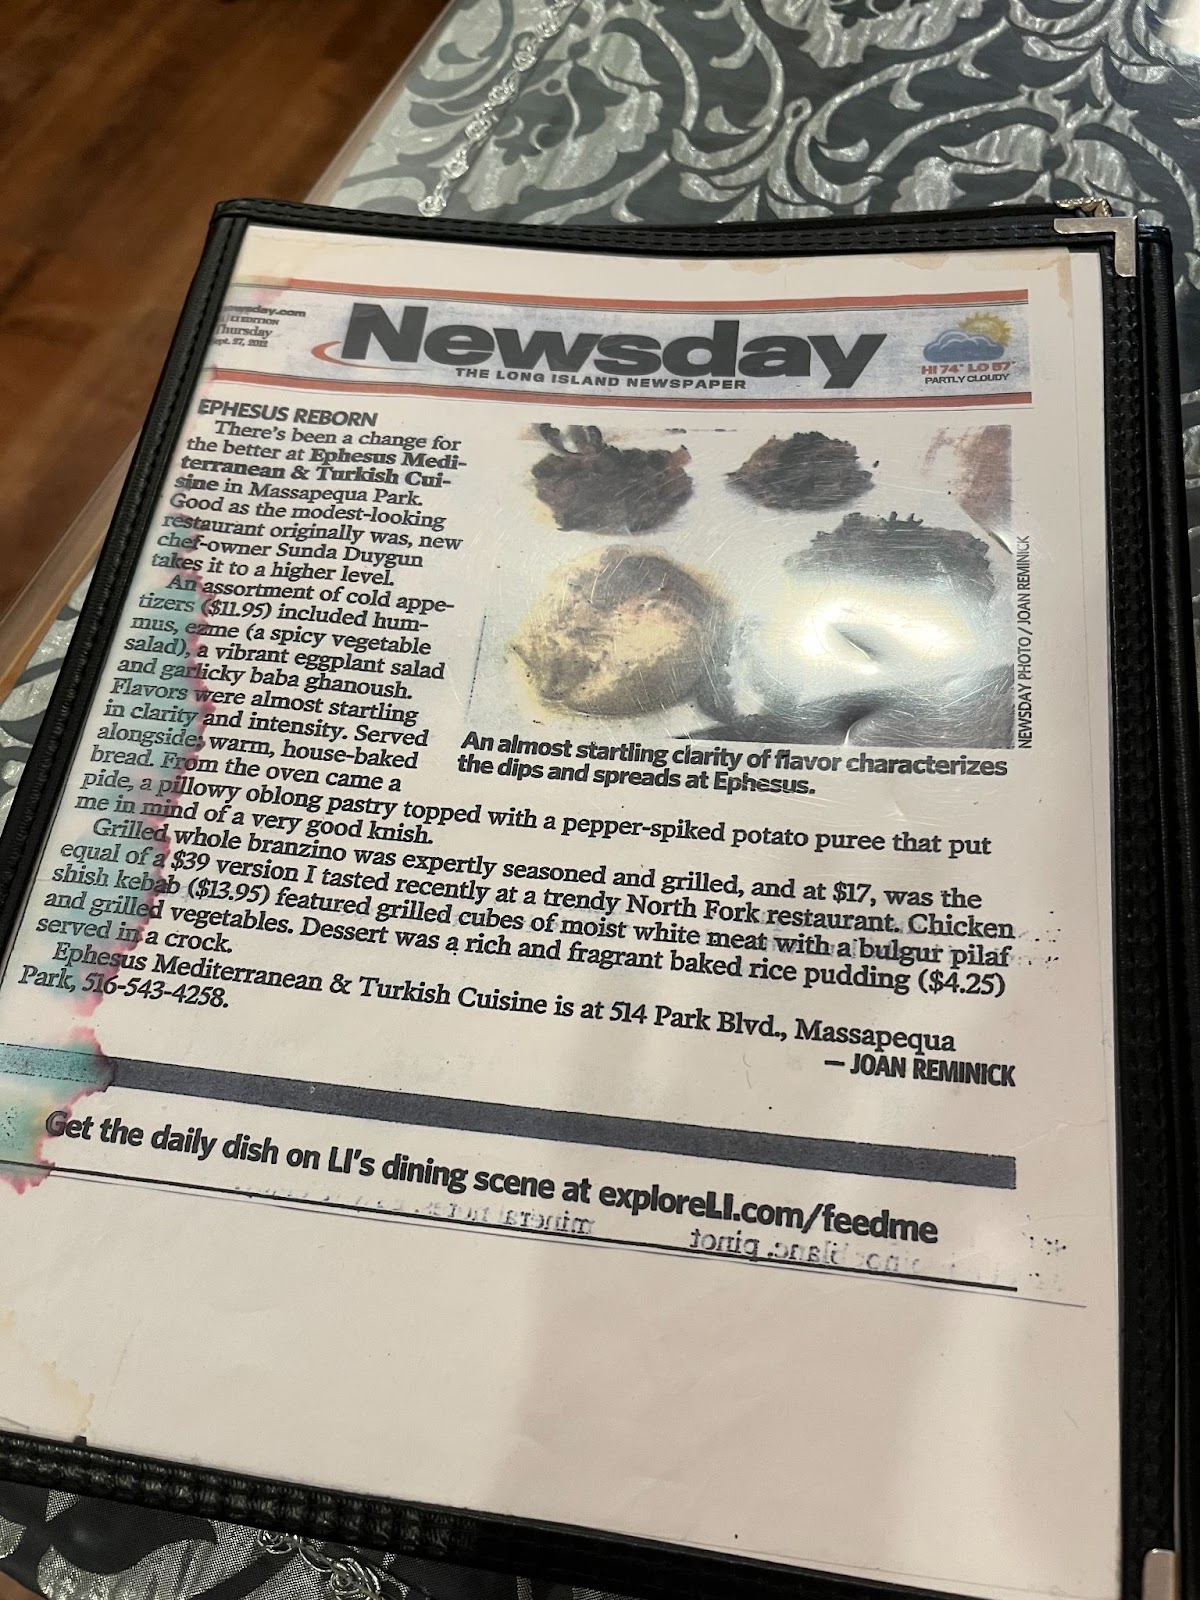 LI EDITION
Thursday
Sept. 27, 2012
Newsday
THE LONG ISLAND NEWSPAPER
HI 74° LO 57°
PARTLY CLOUDY
EPHESUS REBORN
There's been a change for
the better at Ephesus Medi-
terranean & Turkish Cui-
sine in Massapequa Park.
Good as the modest-looking
restaurant originally was, new
chef-owner Sunda Duygun
takes it to a higher level.
An assortment of cold appe-
tizers ($11.95) included hum-
mus, ezme (a spicy vegetable
salad), a vibrant eggplant salad
and garlicky baba ghanoush.
Flavors were almost startling
in clarity and intensity. Served
alongside: warm, house-baked
bread. From the oven came a
pide, a pillowy oblong pastry topped with a pepper-spiked potato puree that put
me in mind of a very good knish.
Grilled whole branzino was expertly seasoned and grilled, and at $17, was the
equal of a $39 version I tasted recently at a trendy North Fork restaurant. Chicken
shish kebab ($13.95) featured grilled cubes of moist white meat with a bulgur pilaf
and grilled vegetables. Dessert was a rich and fragrant baked rice pudding ($4.25)
served in a crock.
Ephesus Mediterranean & Turkish Cuisine is at 514 Park Blvd., Massapequa
Park, 516-543-4258.
— JOAN REMINICK
NEWSDAY PHOTO / JOAN REMINICK
An almost startling clarity of flavor characterizes
the dips and spreads at Ephesus.
Get the daily dish on LI's dining scene at exploreLI.com/feedme